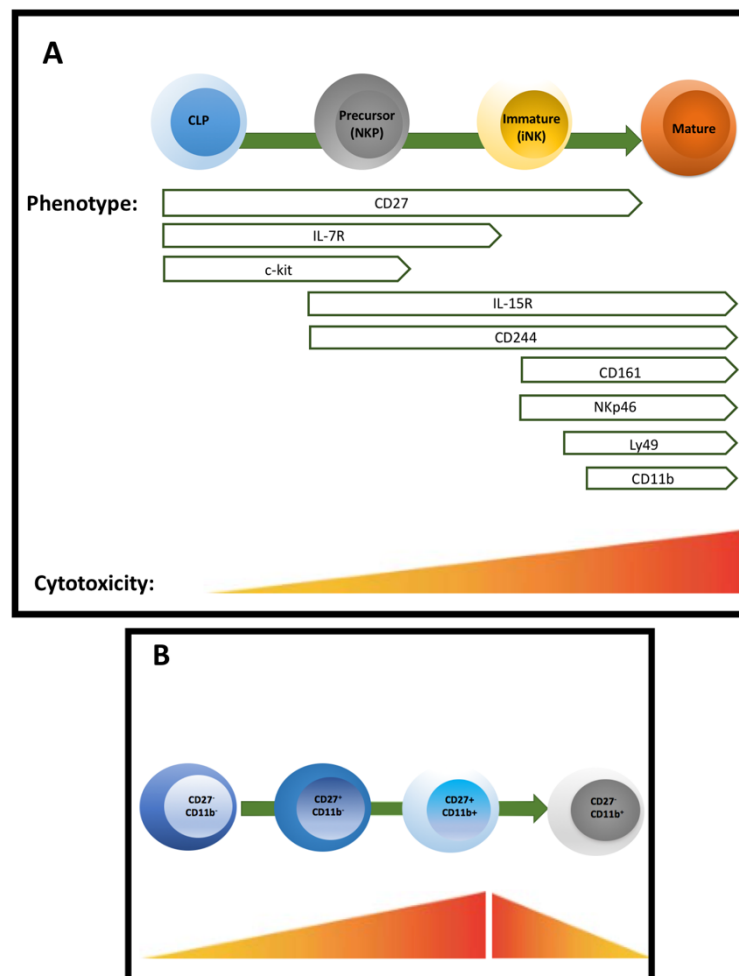 A
CLP
Precursor
(NKP)
Immature
(iNK)
Mature
Phenotype:
CD27
IL-7R
c-kit
IL-15R
CD244
CD161
NKp46
Ly49
CD11b
Cytotoxicity:
B
CD27⁻
CD11b⁻
CD27⁺
CD11b⁻
CD27+
CD11b+
CD27⁻
CD11b⁺